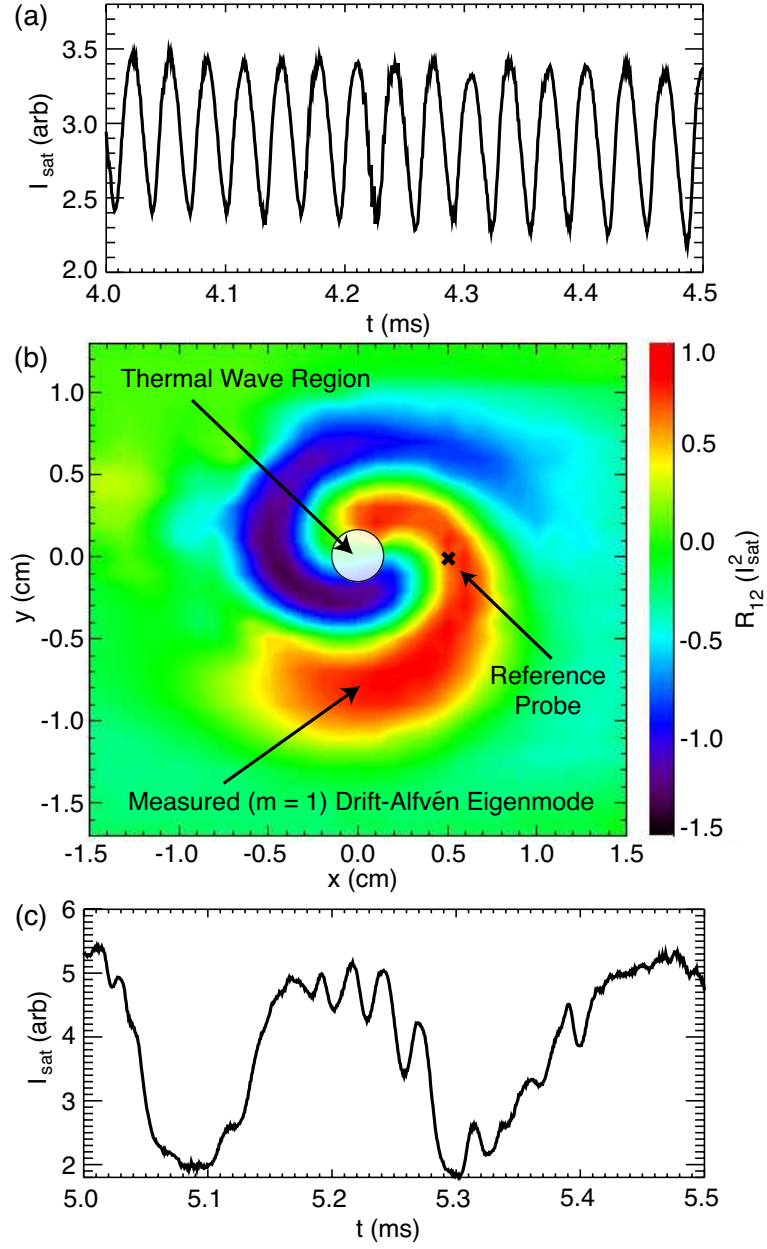 (a)
3.5
3.0
2.5
2.0
I_sat (arb)
4.0 4.1 4.2 4.3 4.4 4.5
t (ms)
(b)
Thermal Wave Region
1.0
0.5
0.0
-0.5
-1.0
-1.5
y (cm)
Reference
Probe
Measured (m = 1) Drift-Alfvén Eigenmode
-1.5 -1.0 -0.5 0.0 0.5 1.0 1.5
x (cm)
1.0
0.5
0.0
-0.5
-1.0
-1.5
R_12 (I_sat^2)
(c)
6
5
4
3
2
I_sat (arb)
5.0 5.1 5.2 5.3 5.4 5.5
t (ms)